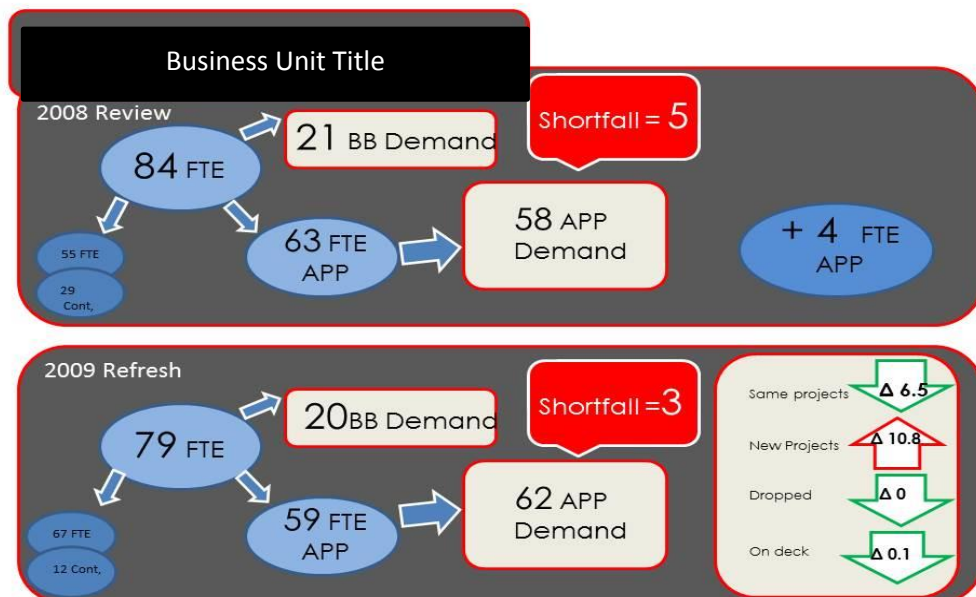 Business Unit Title
2008 Review
84 FTE
21 BB Demand
Shortfall = 5
55 FTE
29
Cont,
63 FTE
APP
58 APP
Demand
+ 4 FTE
APP
2009 Refresh
79 FTE
20BB Demand
Shortfall =3
67 FTE
12 Cont,
59 FTE
APP
62 APP
Demand
Same projects Δ 6.5
New Projects Δ 10.8
Dropped Δ 0
On deck Δ 0.1